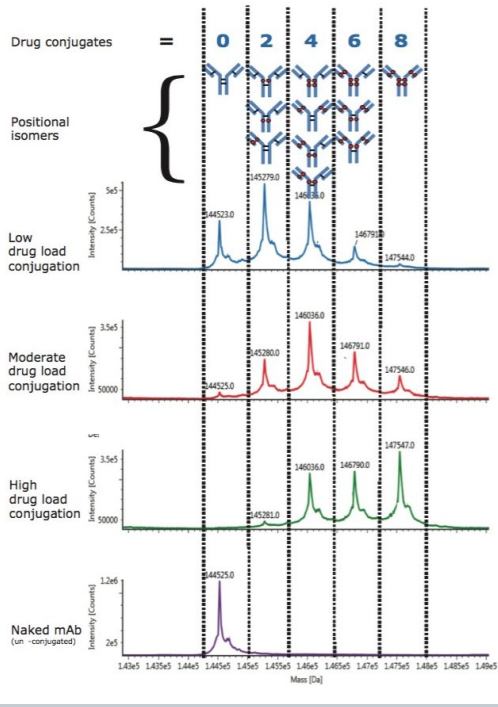 Drug conjugates = 0 2 4 6 8
Positional
isomers
Low
drug load
conjugation
Intensity [Counts]
5e5
2.5e5
144523.0
145279.0
146791.0
147544.0
Moderate
drug load
conjugation
Intensity [Counts]
3.5e5
50000
144525.0
145280.0
146036.0
146791.0
147546.0
High
drug load
conjugation
Intensity [Counts]
3.5e5
50000
145281.0
146036.0
146790.0
147547.0
Naked mAb
(un -conjugated)
Intensity [Counts]
1.2e6
2e5
144525.0
1.43e5 1.435e5 1.44e5 1.445e5 1.45e5 1.455e5 1.46e5 1.465e5 1.47e5 1.475e5 1.48e5 1.485e5 1.49e5
Mass [Da]